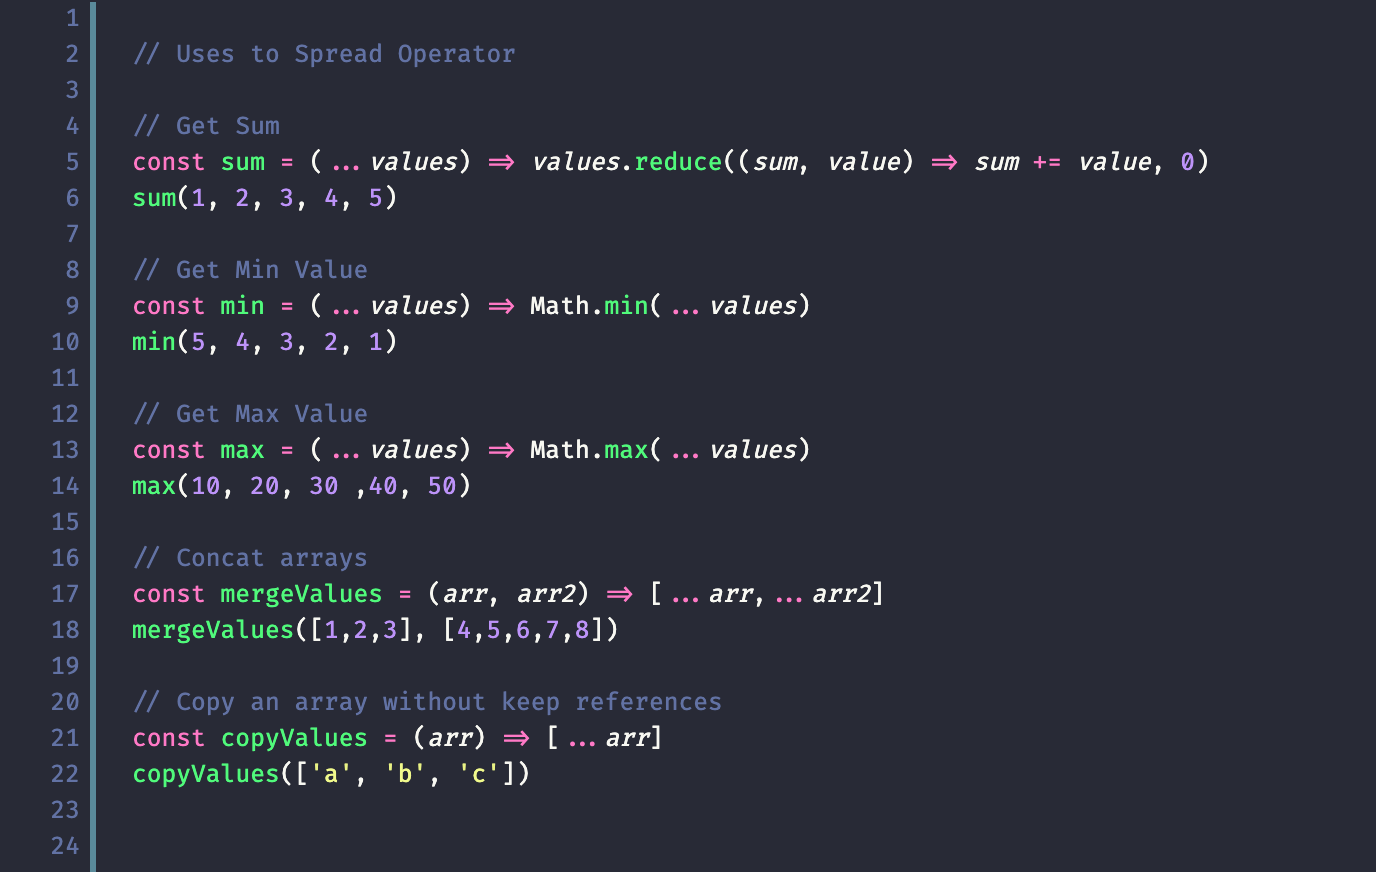 1
2 // Uses to Spread Operator
3
4 // Get Sum
5 const sum = (...values) => values.reduce((sum, value) => sum += value, 0)
6 sum(1, 2, 3, 4, 5)
7
8 // Get Min Value
9 const min = (...values) => Math.min(...values)
10 min(5, 4, 3, 2, 1)
11
12 // Get Max Value
13 const max = (...values) => Math.max(...values)
14 max(10, 20, 30 ,40, 50)
15
16 // Concat arrays
17 const mergeValues = (arr, arr2) => [...arr,...arr2]
18 mergeValues([1,2,3], [4,5,6,7,8])
19
20 // Copy an array without keep references
21 const copyValues = (arr) => [...arr]
22 copyValues(['a', 'b', 'c'])
23
24